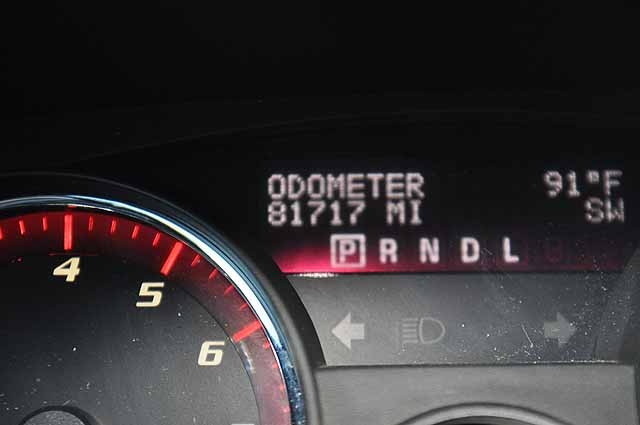 ODOMETER 91°F
81717 MI SW
P R N D L
4
5
6